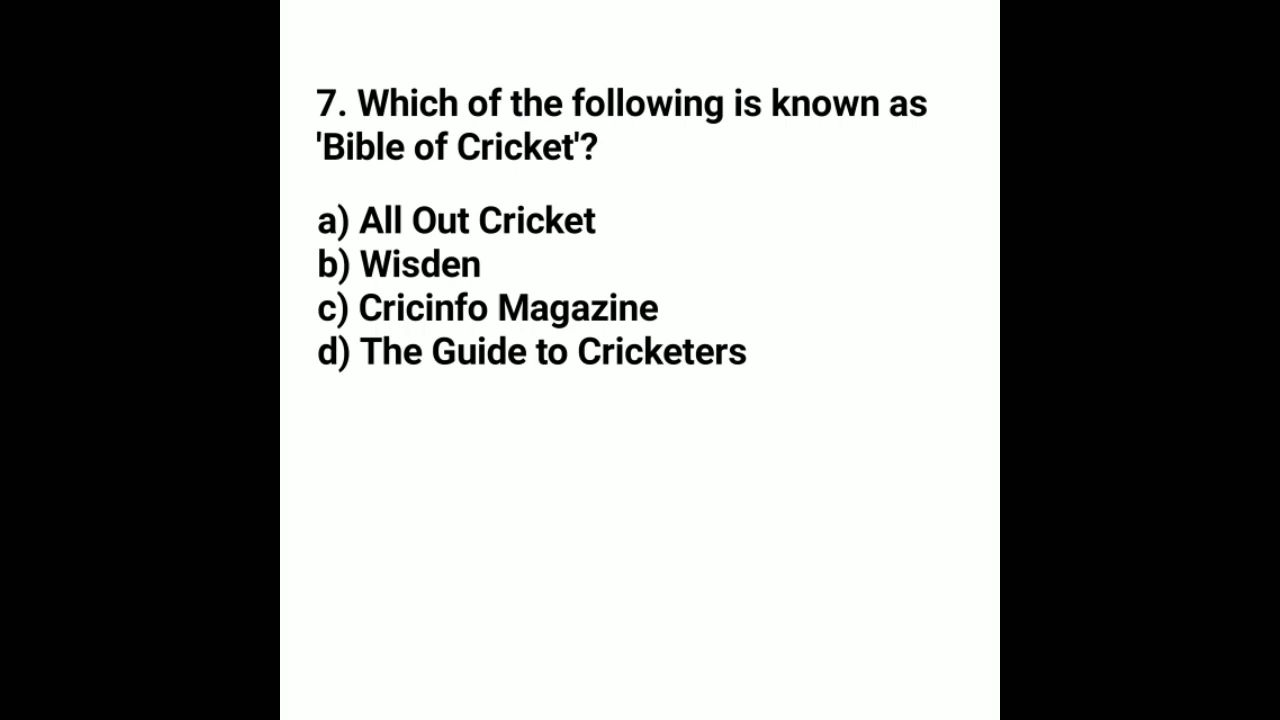 7. Which of the following is known as
'Bible of Cricket'?
a) All Out Cricket
b) Wisden
c) Cricinfo Magazine
d) The Guide to Cricketers